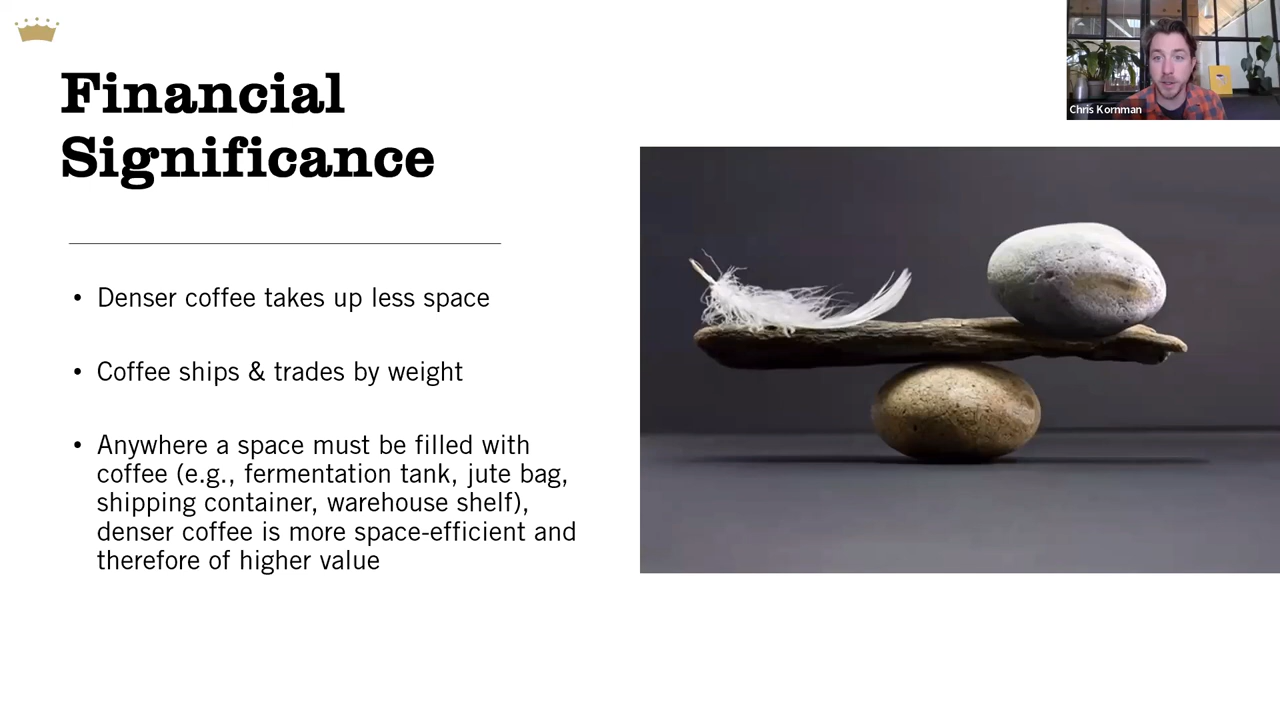 Financial
Significance
• Denser coffee takes up less space
• Coffee ships & trades by weight
• Anywhere a space must be filled with
coffee (e.g., fermentation tank, jute bag,
shipping container, warehouse shelf),
denser coffee is more space-efficient and
therefore of higher value
Chris Kornman